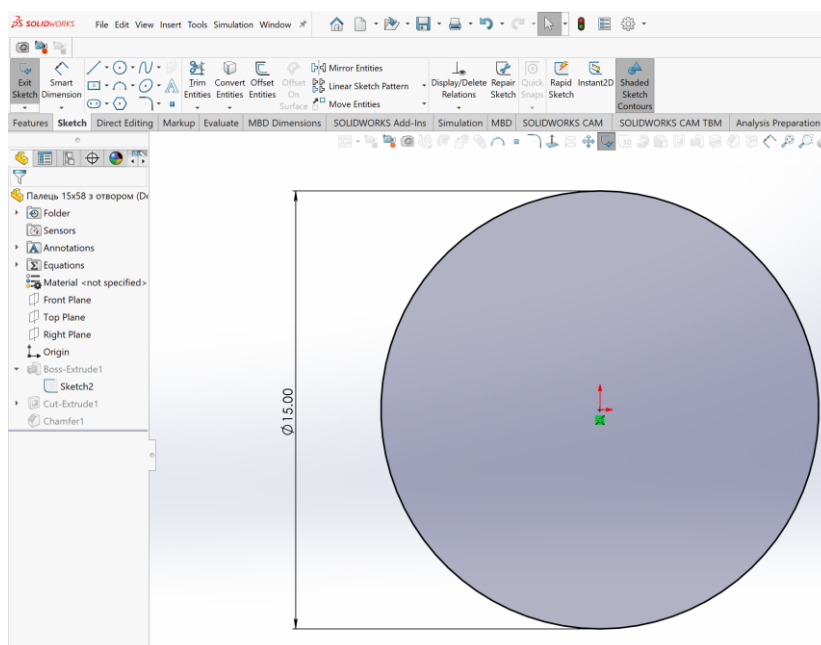 SOLIDWORKS File Edit View Insert Tools Simulation Window
Exit Sketch
Smart Dimension
Trim Entities
Convert Entities
Offset Entities
Offset On Surface
Mirror Entities
Linear Sketch Pattern
Move Entities
Display/Delete Relations
Repair Sketch
Quick Snaps
Rapid Sketch
Instant2D
Shaded Sketch Contours
Features Sketch Direct Editing Markup Evaluate MBD Dimensions SOLIDWORKS Add-Ins Simulation MBD SOLIDWORKS CAM SOLIDWORKS CAM TBM Analysis Preparation
Палець 15x58 з отвором (De
Folder
Sensors
Annotations
Equations
Material <not specified>
Front Plane
Top Plane
Right Plane
Origin
Boss-Extrude1
Sketch2
Cut-Extrude1
Chamfer1
∅15.00